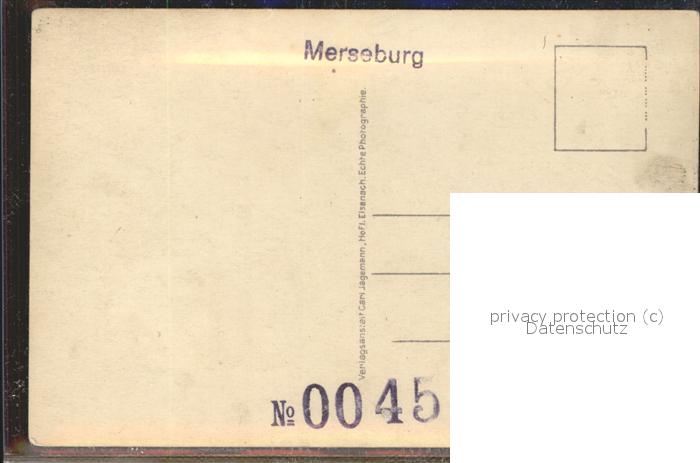 Merseburg
Verlagsanstalt Carl Jagemann, Hofl. Eisenach. Echte Photographie.
privacy protection (c)
Datenschutz
№ 0045